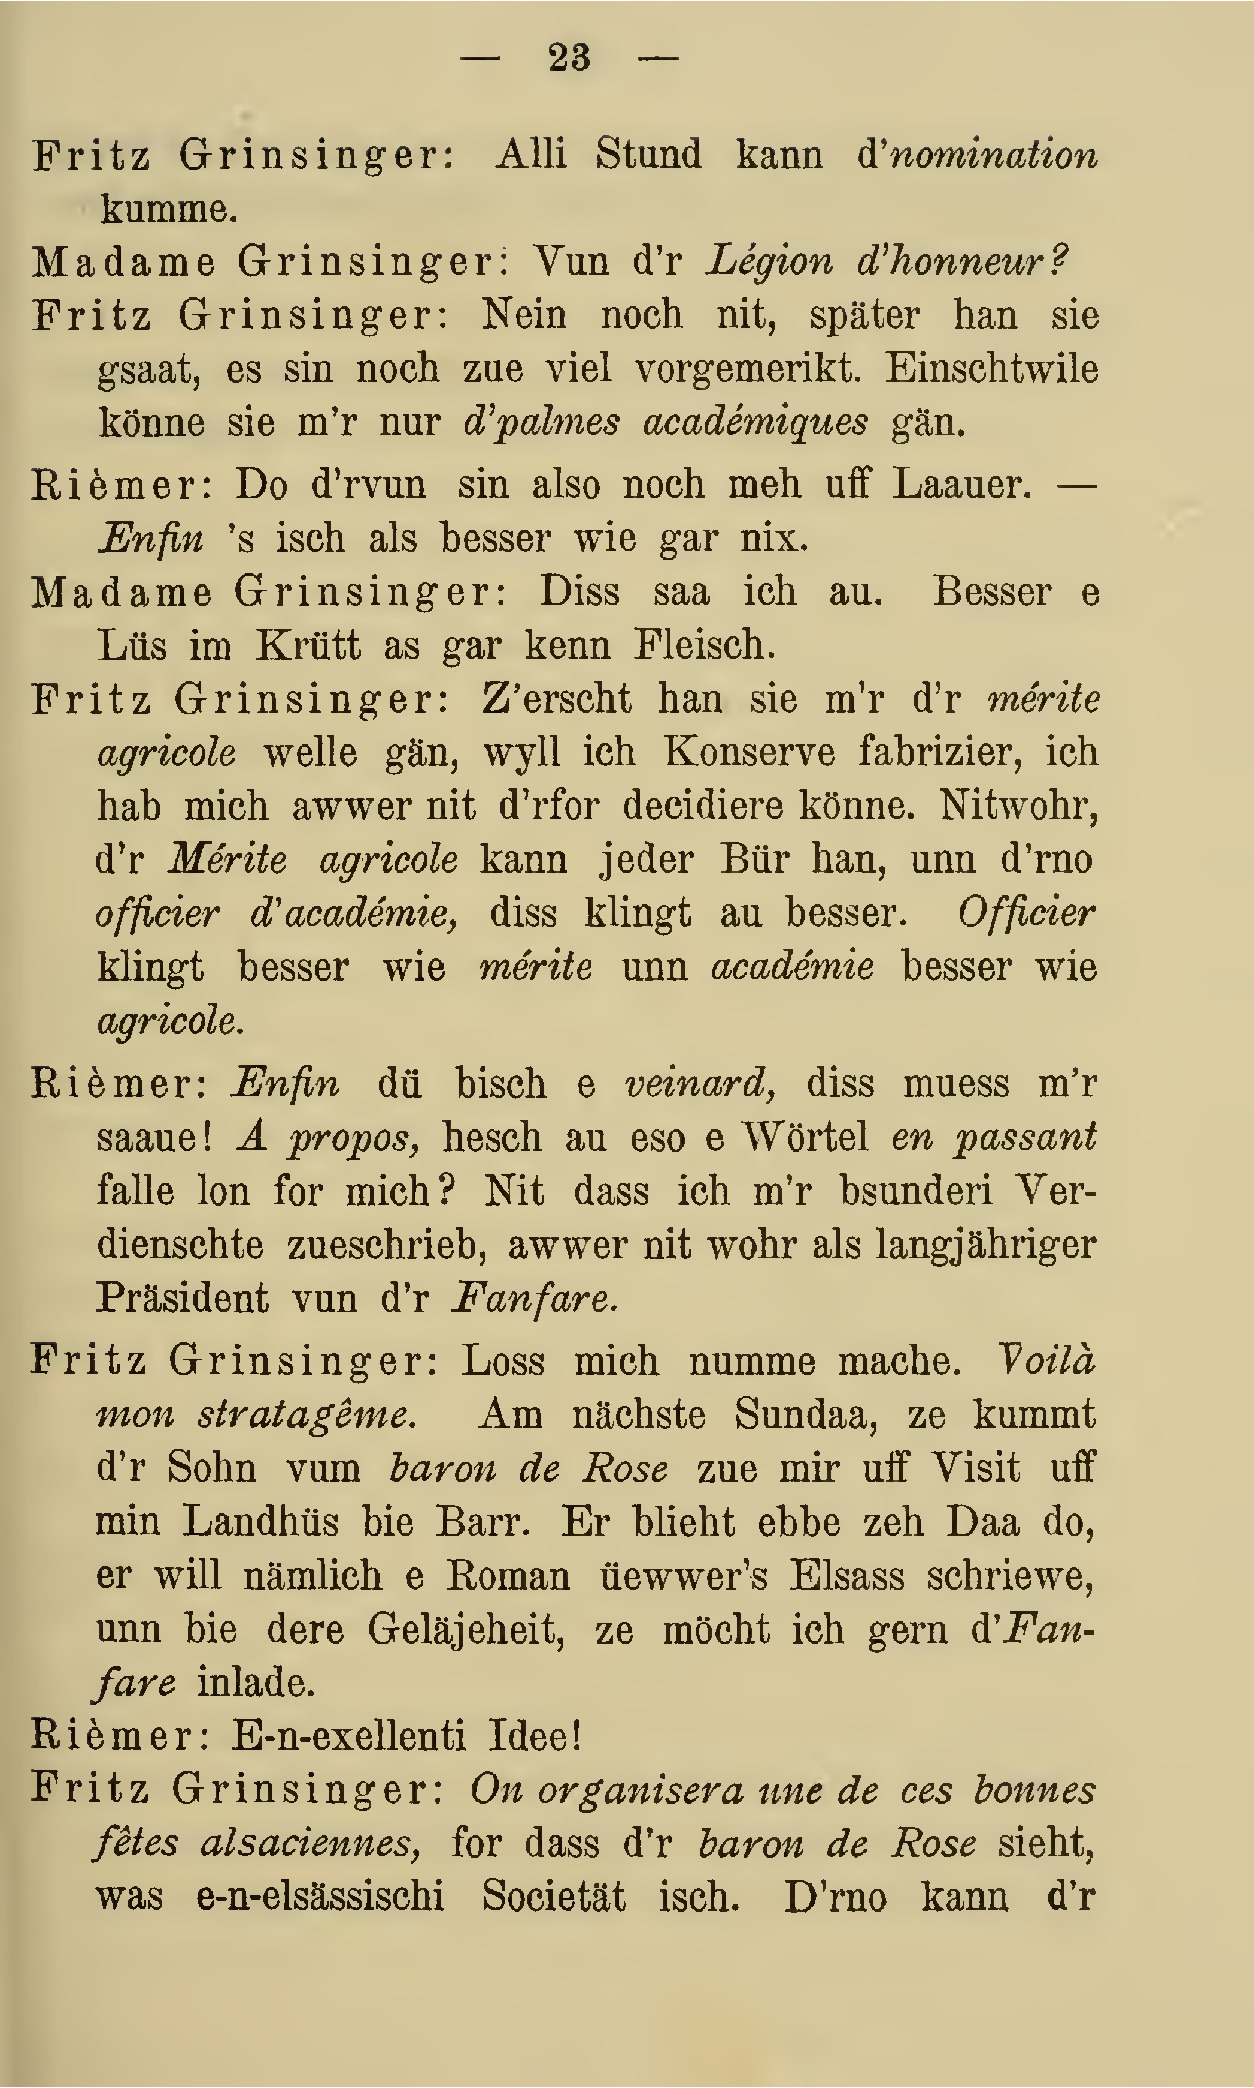 — 23 —
Fritz Grinsinger: Alli Stund kann d'nomination
kumme.
Madame Grinsinger: Vun d'r Légion d'honneur?
Fritz Grinsinger: Nein noch nit, später han sie
gsaat, es sin noch zue viel vorgemerikt. Einschtwile
könne sie m'r nur d'palmes académiques gän.
Rièmer: Do d'rvun sin also noch meh uff Laauer. —
Enfin 's isch als besser wie gar nix.
Madame Grinsinger: Diss saa ich au. Besser e
Lüs im Krütt as gar kenn Fleisch.
Fritz Grinsinger: Z'erscht han sie m'r d'r mérite
agricole welle gän, wyll ich Konserve fabrizier, ich
hab mich awwer nit d'rfor decidiere könne. Nitwohr,
d'r Mérite agricole kann jeder Bür han, unn d'rno
officier d'académie, diss klingt au besser. Officier
klingt besser wie mérite unn académie besser wie
agricole.
Rièmer: Enfin dü bisch e veinard, diss muess m'r
saaue! A propos, hesch au eso e Wörtel en passant
falle lon for mich? Nit dass ich m'r bsunderi Ver-
dienschte zueschrieb, awwer nit wohr als langjähriger
Präsident vun d'r Fanfare.
Fritz Grinsinger: Loss mich numme mache. Voilà
mon stratagême. Am nächste Sundaa, ze kummt
d'r Sohn vum baron de Rose zue mir uff Visit uff
min Landhüs bie Barr. Er blieht ebbe zeh Daa do,
er will nämlich e Roman üewwer's Elsass schriewe,
unn bie dere Geläjeheit, ze möcht ich gern d'Fan-
fare inlade.
Rièmer: E-n-exellenti Idee!
Fritz Grinsinger: On organisera une de ces bonnes
fêtes alsaciennes, for dass d'r baron de Rose sieht,
was e-n-elsässischi Societät isch. D'rno kann d'r